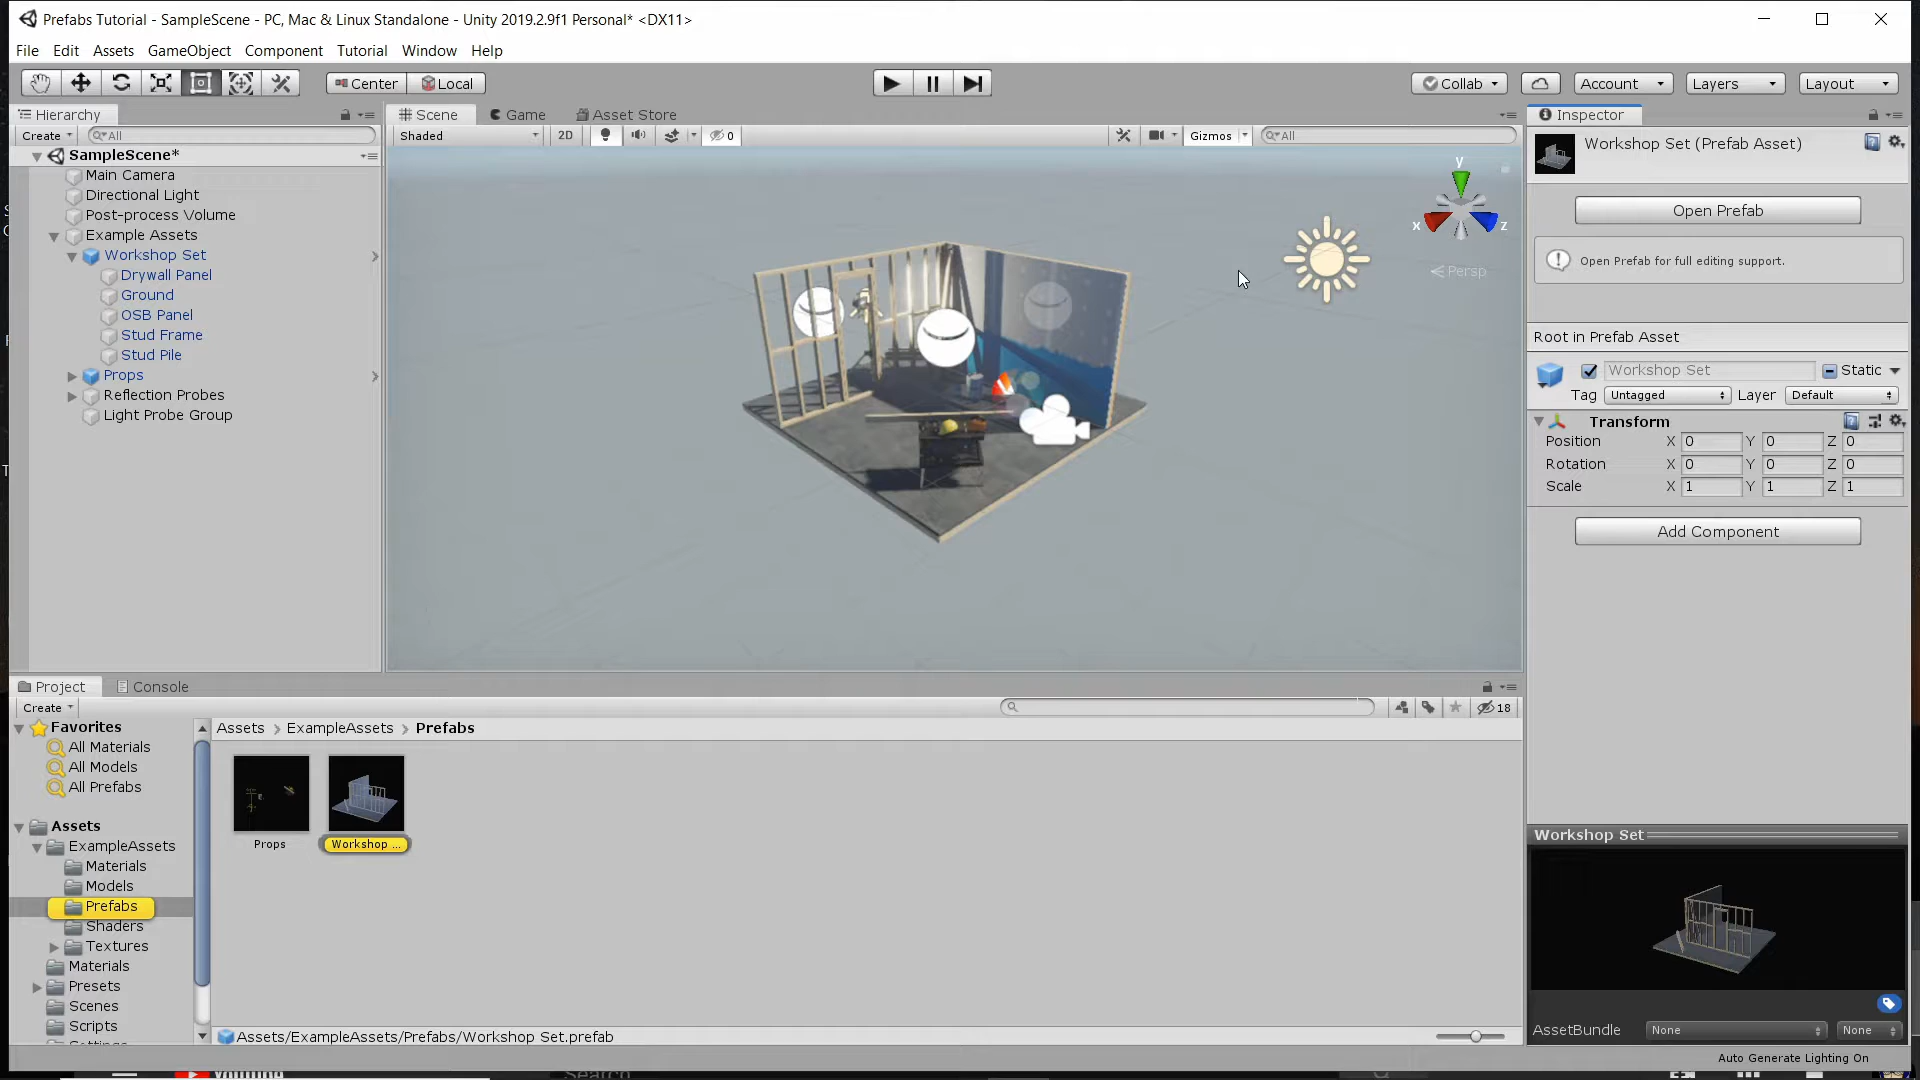 Prefabs Tutorial - SampleScene - PC, Mac & Linux Standalone - Unity 2019.2.9f1 Personal* <DX11>
File Edit Assets GameObject Component Tutorial Window Help
Center Local Collab Account Layers Layout
Hierarchy
Create All
SampleScene*
Main Camera
Directional Light
Post-process Volume
Example Assets
Workshop Set
Drywall Panel
Ground
OSB Panel
Stud Frame
Stud Pile
Props
Reflection Probes
Light Probe Group
Scene Game Asset Store
Shaded 2D 0 Gizmos All
y
x z
Persp
Inspector
Workshop Set (Prefab Asset)
Open Prefab
Open Prefab for full editing support.
Root in Prefab Asset
Workshop Set Static
Tag Untagged Layer Default
Transform
Position X 0 Y 0 Z 0
Rotation X 0 Y 0 Z 0
Scale X 1 Y 1 Z 1
Add Component
Project Console
Create 18
Favorites
All Materials
All Models
All Prefabs
Assets
ExampleAssets
Materials
Models
Prefabs
Shaders
Textures
Materials
Presets
Scenes
Scripts
Assets > ExampleAssets > Prefabs
Props Workshop ...
Assets/ExampleAssets/Prefabs/Workshop Set.prefab
Workshop Set
AssetBundle None None
Auto Generate Lighting On